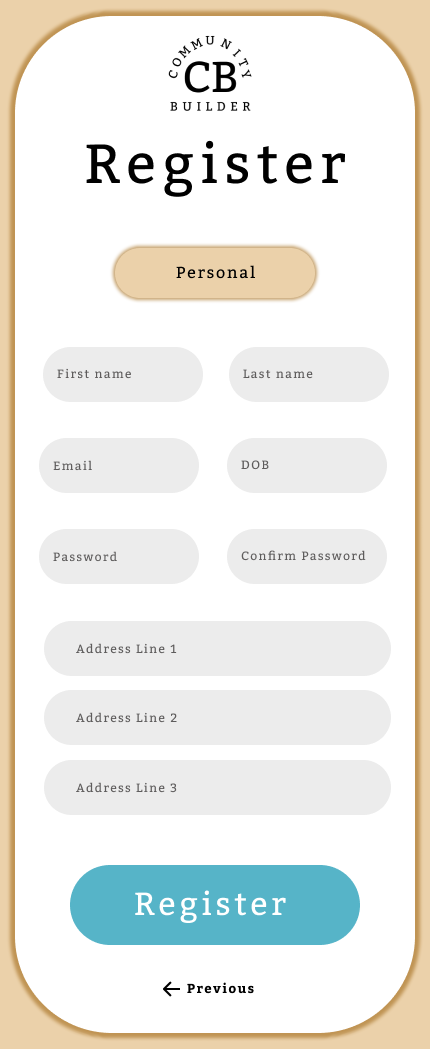 COMMUNITY
CB
BUILDER
Register
Personal
First name Last name
Email DOB
Password Confirm Password
Address Line 1
Address Line 2
Address Line 3
Register
Previous